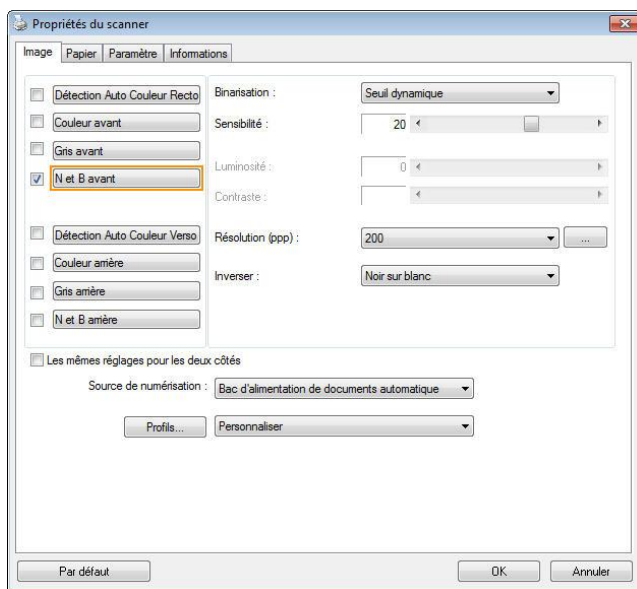 Propriétés du scanner
Image Papier Paramètre Informations
Détection Auto Couleur Recto
Couleur avant
Gris avant
N et B avant
Détection Auto Couleur Verso
Couleur arrière
Gris arrière
N et B arrière
Binarisation : Seuil dynamique
Sensibilité : 20
Luminosité : 0
Contraste :
Résolution (ppp) : 200 ...
Inverser : Noir sur blanc
Les mêmes réglages pour les deux côtés
Source de numérisation : Bac d'alimentation de documents automatique
Profils... Personnaliser
Par défaut OK Annuler